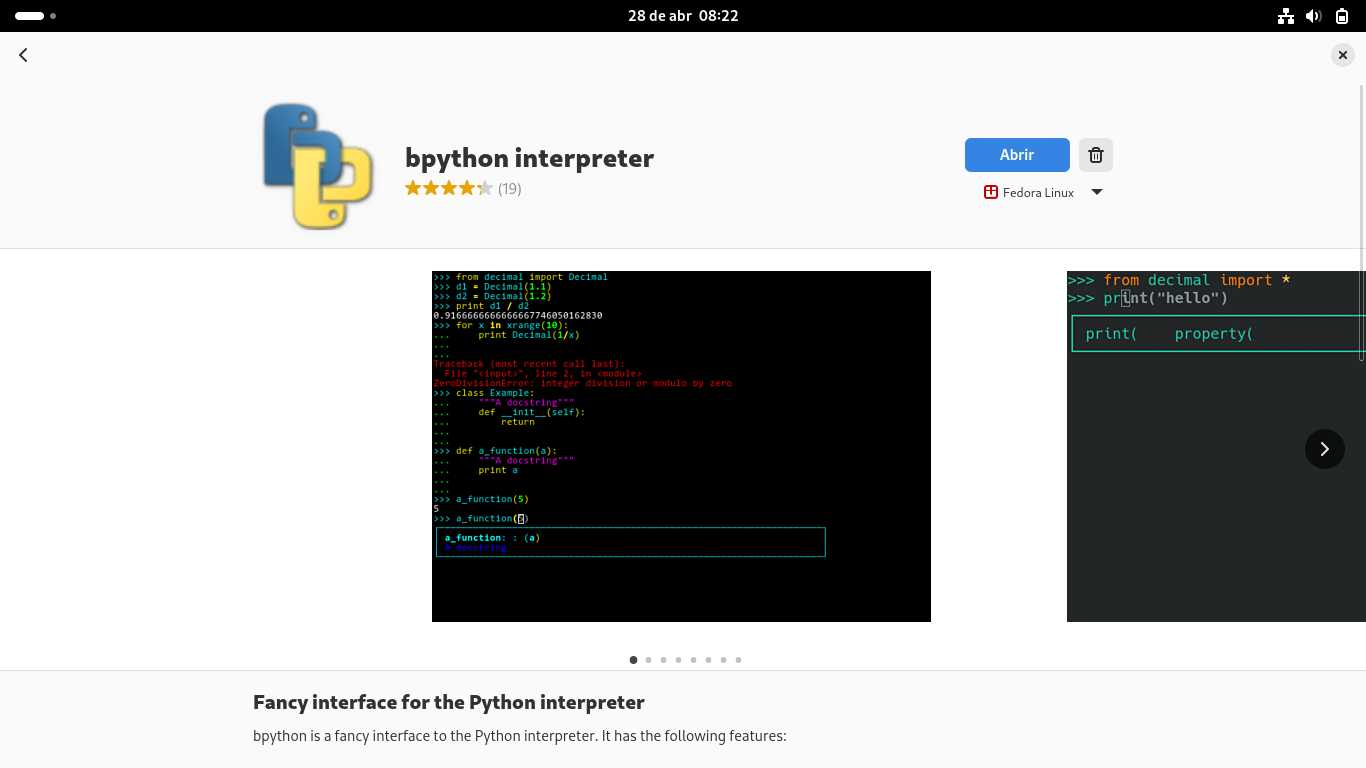 28 de abr 08:22
bpython interpreter
(19)
Abrir
Fedora Linux
>>> from decimal import Decimal
>>> d1 = Decimal(1.1)
>>> d2 = Decimal(1.2)
>>> print d1 / d2
0.9166666666666667746050162830
>>> for x in xrange(10):
...     print Decimal(1/x)
...
...
Traceback (most recent call last):
  File "<input>", line 2, in <module>
ZeroDivisionError: integer division or modulo by zero
>>> class Example:
...     """A docstring"""
...     def __init__(self):
...         return
...
...
>>> def a_function(a):
...     """A docstring"""
...     print a
...
...
>>> a_function(5)
5
>>> a_function(5)
a_function: : (a)
A docstring
>>> from decimal import *
>>> print("hello")
print(    property(
Fancy interface for the Python interpreter
bpython is a fancy interface to the Python interpreter. It has the following features: